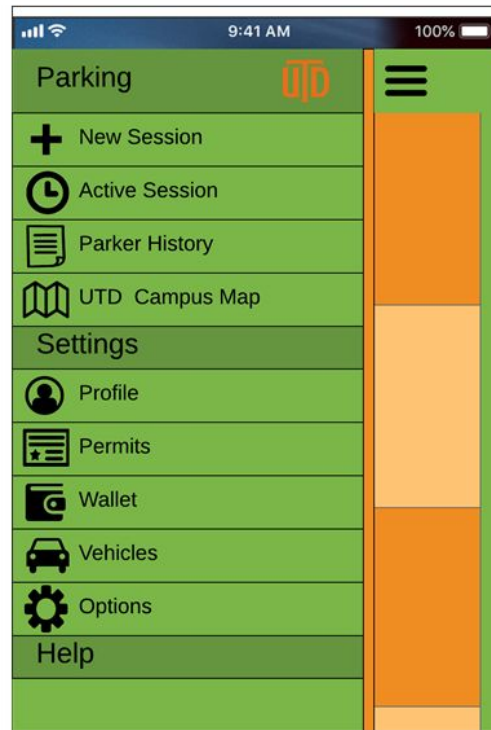 9:41 AM 100%
Parking UTD
New Session
Active Session
Parker History
UTD Campus Map
Settings
Profile
Permits
Wallet
Vehicles
Options
Help